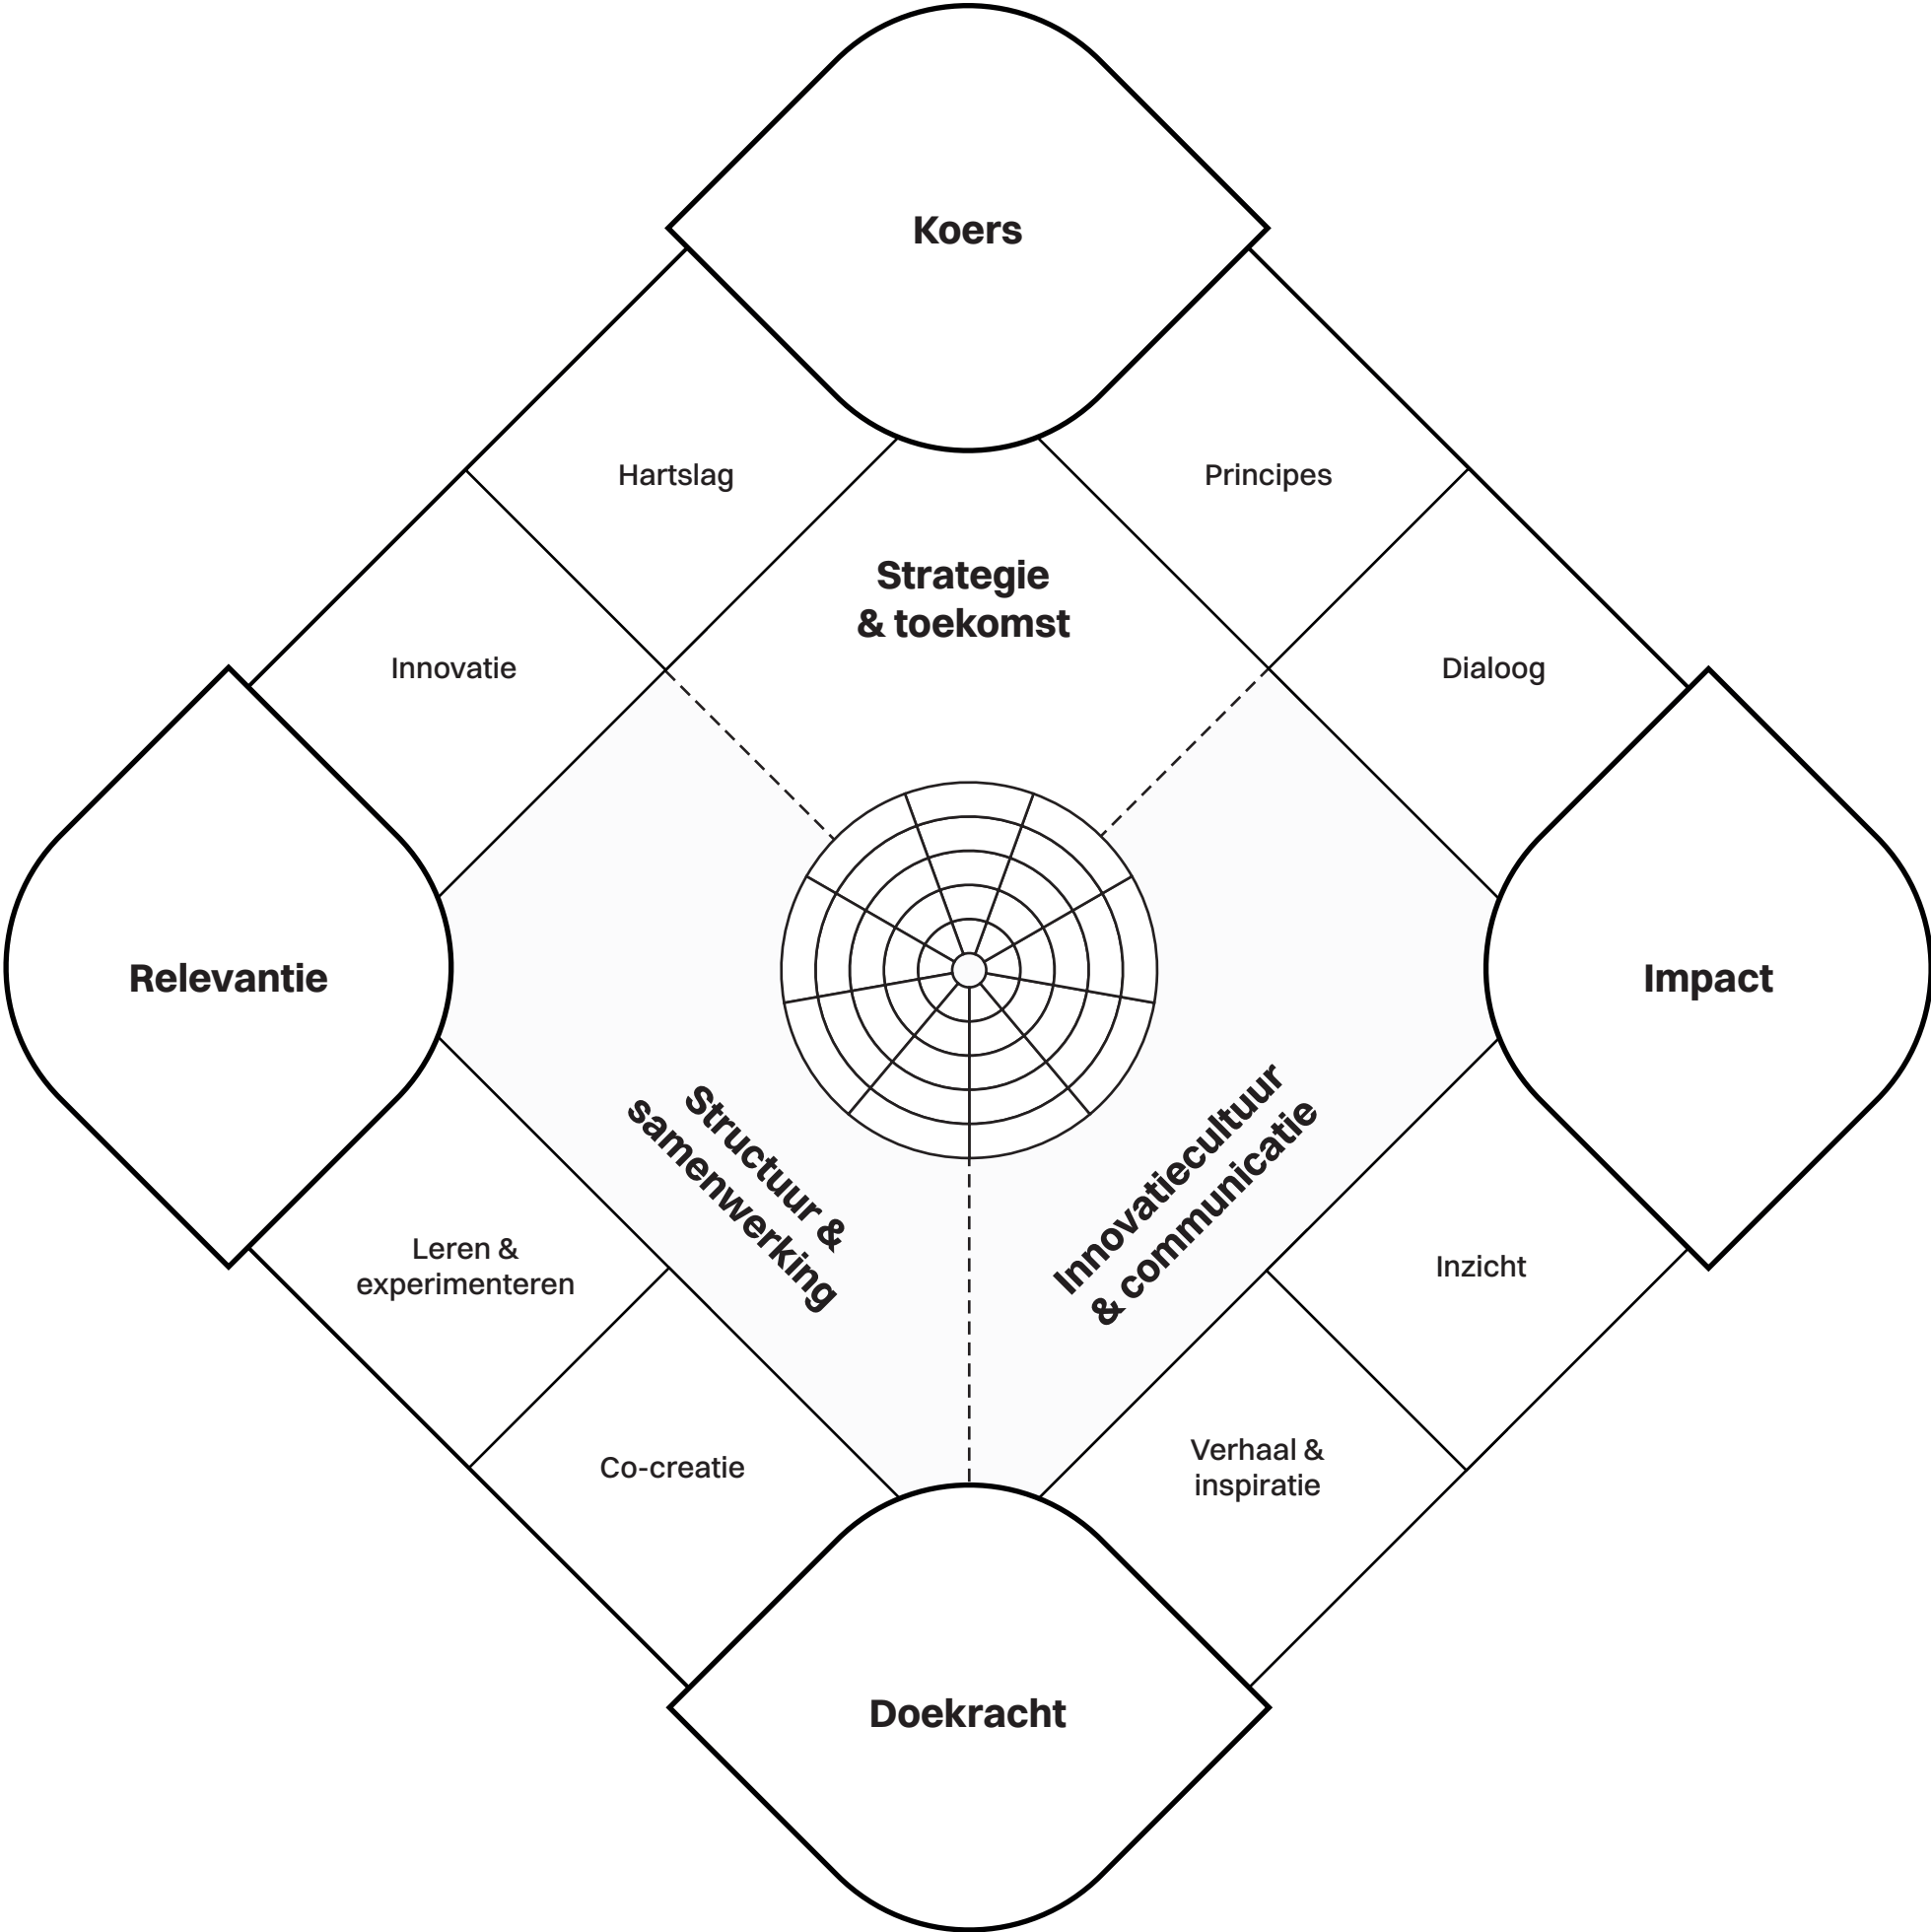 Koers
Hartslag
Principes
Strategie
& toekomst
Innovatie
Dialoog
Relevantie
Impact
Structuur &
samenwerking
Innovatiecultuur
& communicatie
Leren &
experimenteren
Inzicht
Co-creatie
Verhaal &
inspiratie
Doekracht